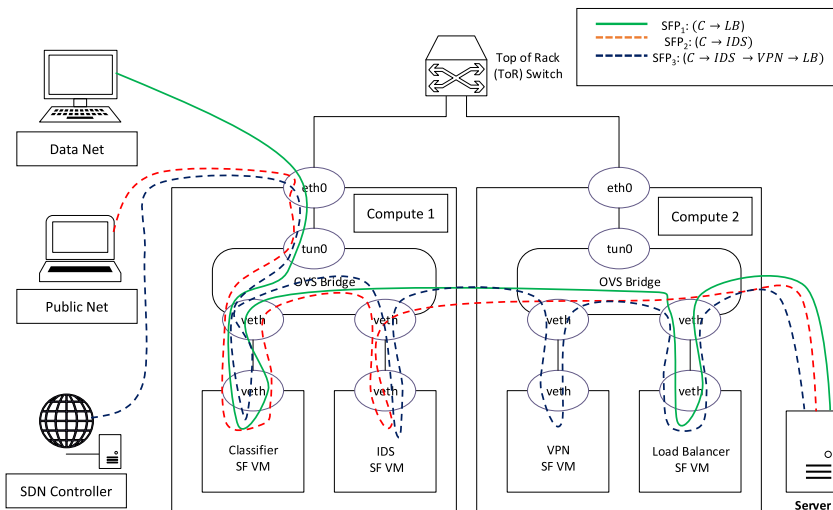 SFP₁: (C → LB)
SFP₂: (C → IDS)
SFP₃: (C → IDS → VPN → LB)
Top of Rack
(ToR) Switch
Data Net
eth0
eth0
Compute 1
Compute 2
tun0
tun0
OVS Bridge
OVS Bridge
Public Net
veth
veth
veth
veth
veth
veth
veth
veth
Classifier
SF VM
IDS
SF VM
VPN
SF VM
Load Balancer
SF VM
SDN Controller
Server